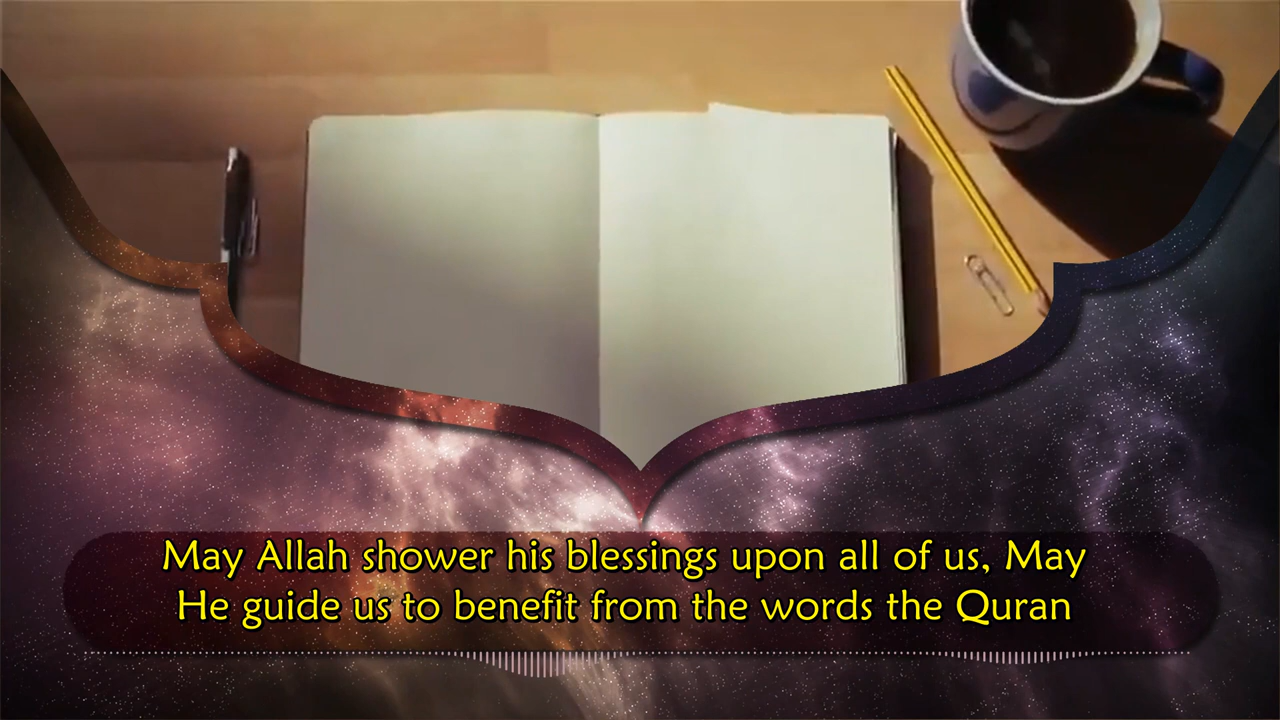 May Allah shower his blessings upon all of us, May
He guide us to benefit from the words the Quran